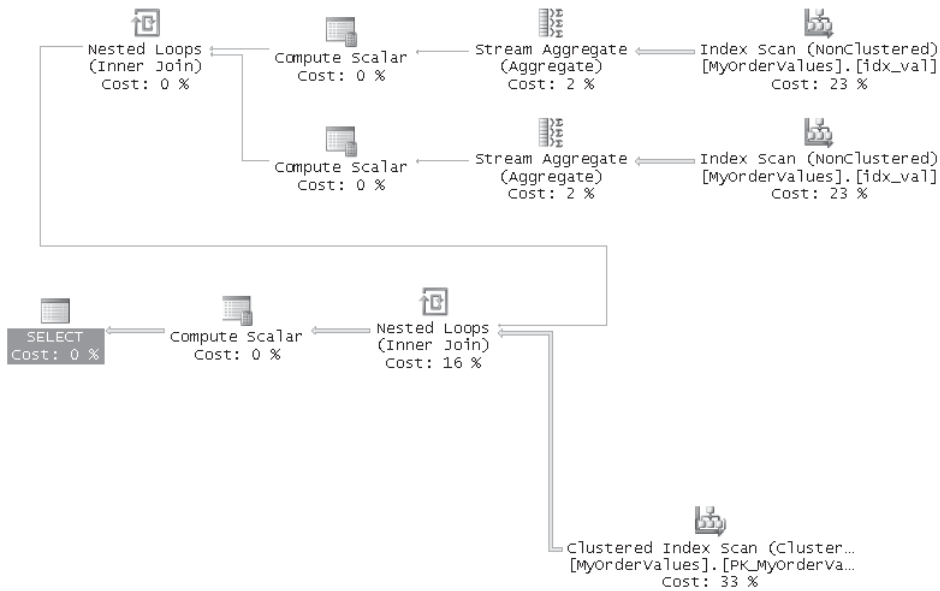 Nested Loops
(Inner Join)
Cost: 0 %
Compute Scalar
Cost: 0 %
Stream Aggregate
(Aggregate)
Cost: 2 %
Index Scan (NonClustered)
[MyOrderValues].[idx_val]
Cost: 23 %
Compute Scalar
Cost: 0 %
Stream Aggregate
(Aggregate)
Cost: 2 %
Index Scan (NonClustered)
[MyOrderValues].[idx_val]
Cost: 23 %
SELECT
Cost: 0 %
Compute Scalar
Cost: 0 %
Nested Loops
(Inner Join)
Cost: 16 %
Clustered Index Scan (Cluster...
[MyOrderValues].[PK_MyOrderVa...
Cost: 33 %